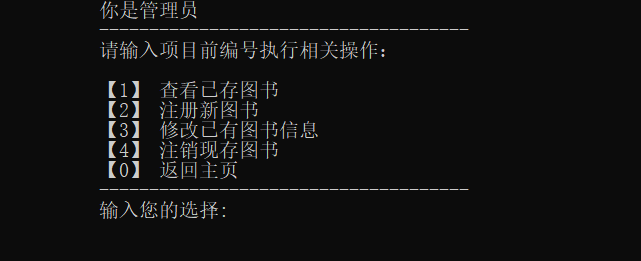 你是管理员
-------------------------------------
请输入项目前编号执行相关操作：
【1】 查看已存图书
【2】 注册新图书
【3】 修改已有图书信息
【4】 注销现存图书
【0】 返回主页
-------------------------------------
输入您的选择: